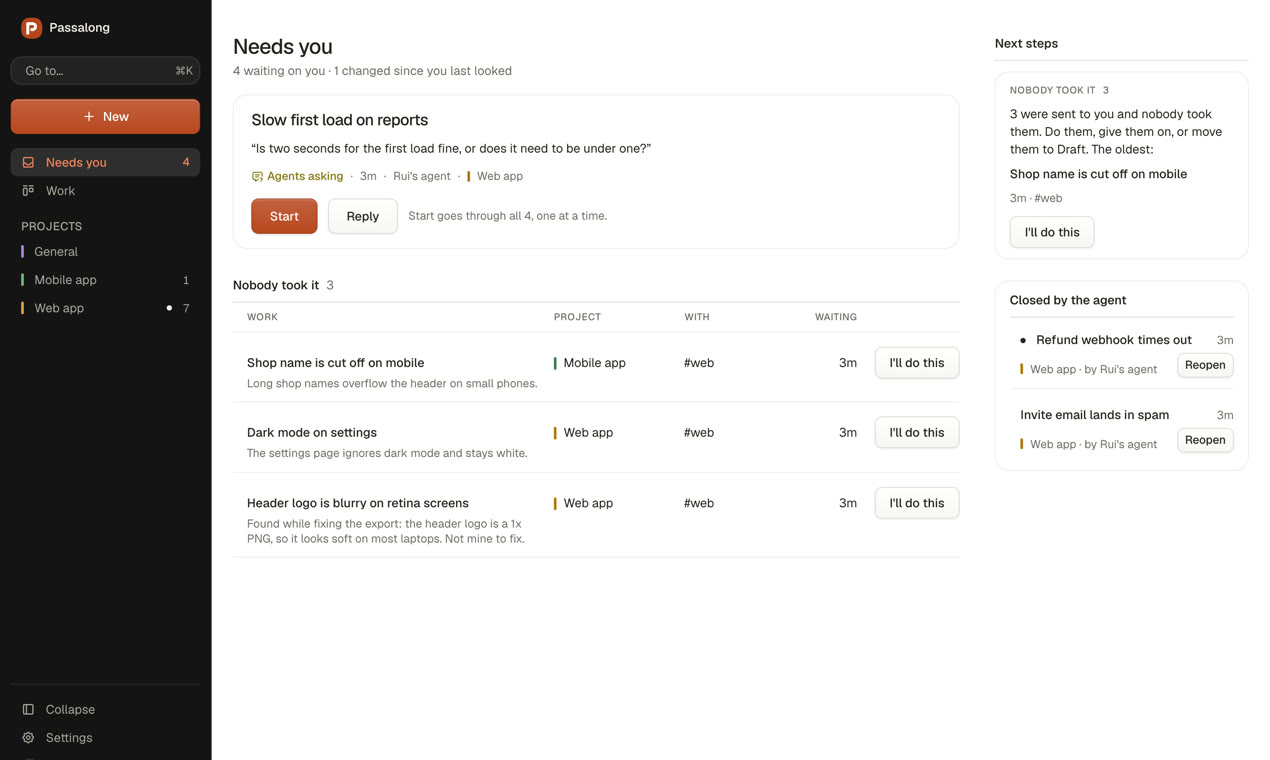 Passalong
Go to... ⌘K
+ New
Needs you 4
Work
PROJECTS
General
Mobile app 1
Web app 7
Collapse
Settings
Needs you
4 waiting on you · 1 changed since you last looked
Slow first load on reports
“Is two seconds for the first load fine, or does it need to be under one?”
Agents asking · 3m · Rui's agent · Web app
Start Reply Start goes through all 4, one at a time.
Nobody took it 3
WORK PROJECT WITH WAITING
Shop name is cut off on mobile Mobile app #web 3m I'll do this
Long shop names overflow the header on small phones.
Dark mode on settings Web app #web 3m I'll do this
The settings page ignores dark mode and stays white.
Header logo is blurry on retina screens Web app #web 3m I'll do this
Found while fixing the export: the header logo is a 1x
PNG, so it looks soft on most laptops. Not mine to fix.
Next steps
NOBODY TOOK IT 3
3 were sent to you and nobody took
them. Do them, give them on, or move
them to Draft. The oldest:
Shop name is cut off on mobile
3m · #web
I'll do this
Closed by the agent
Refund webhook times out 3m
Web app · by Rui's agent Reopen
Invite email lands in spam 3m
Web app · by Rui's agent Reopen